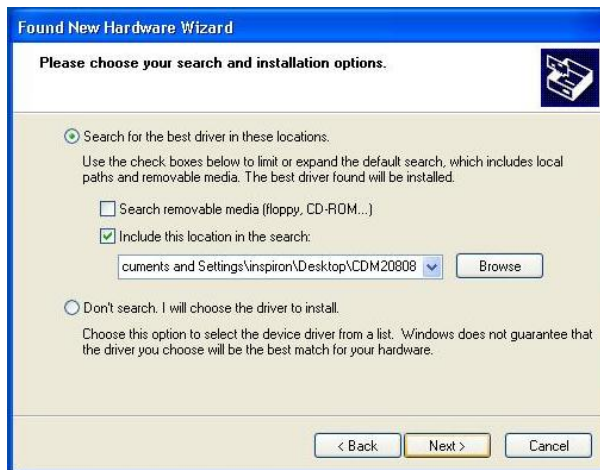 Found New Hardware Wizard
Please choose your search and installation options.
Search for the best driver in these locations.
Use the check boxes below to limit or expand the default search, which includes local
paths and removable media. The best driver found will be installed.
Search removable media (floppy, CD-ROM...)
Include this location in the search:
cuments and Settings\inspiron\Desktop\CDM20808
Browse
Don't search. I will choose the driver to install.
Choose this option to select the device driver from a list. Windows does not guarantee that
the driver you choose will be the best match for your hardware.
< Back Next > Cancel